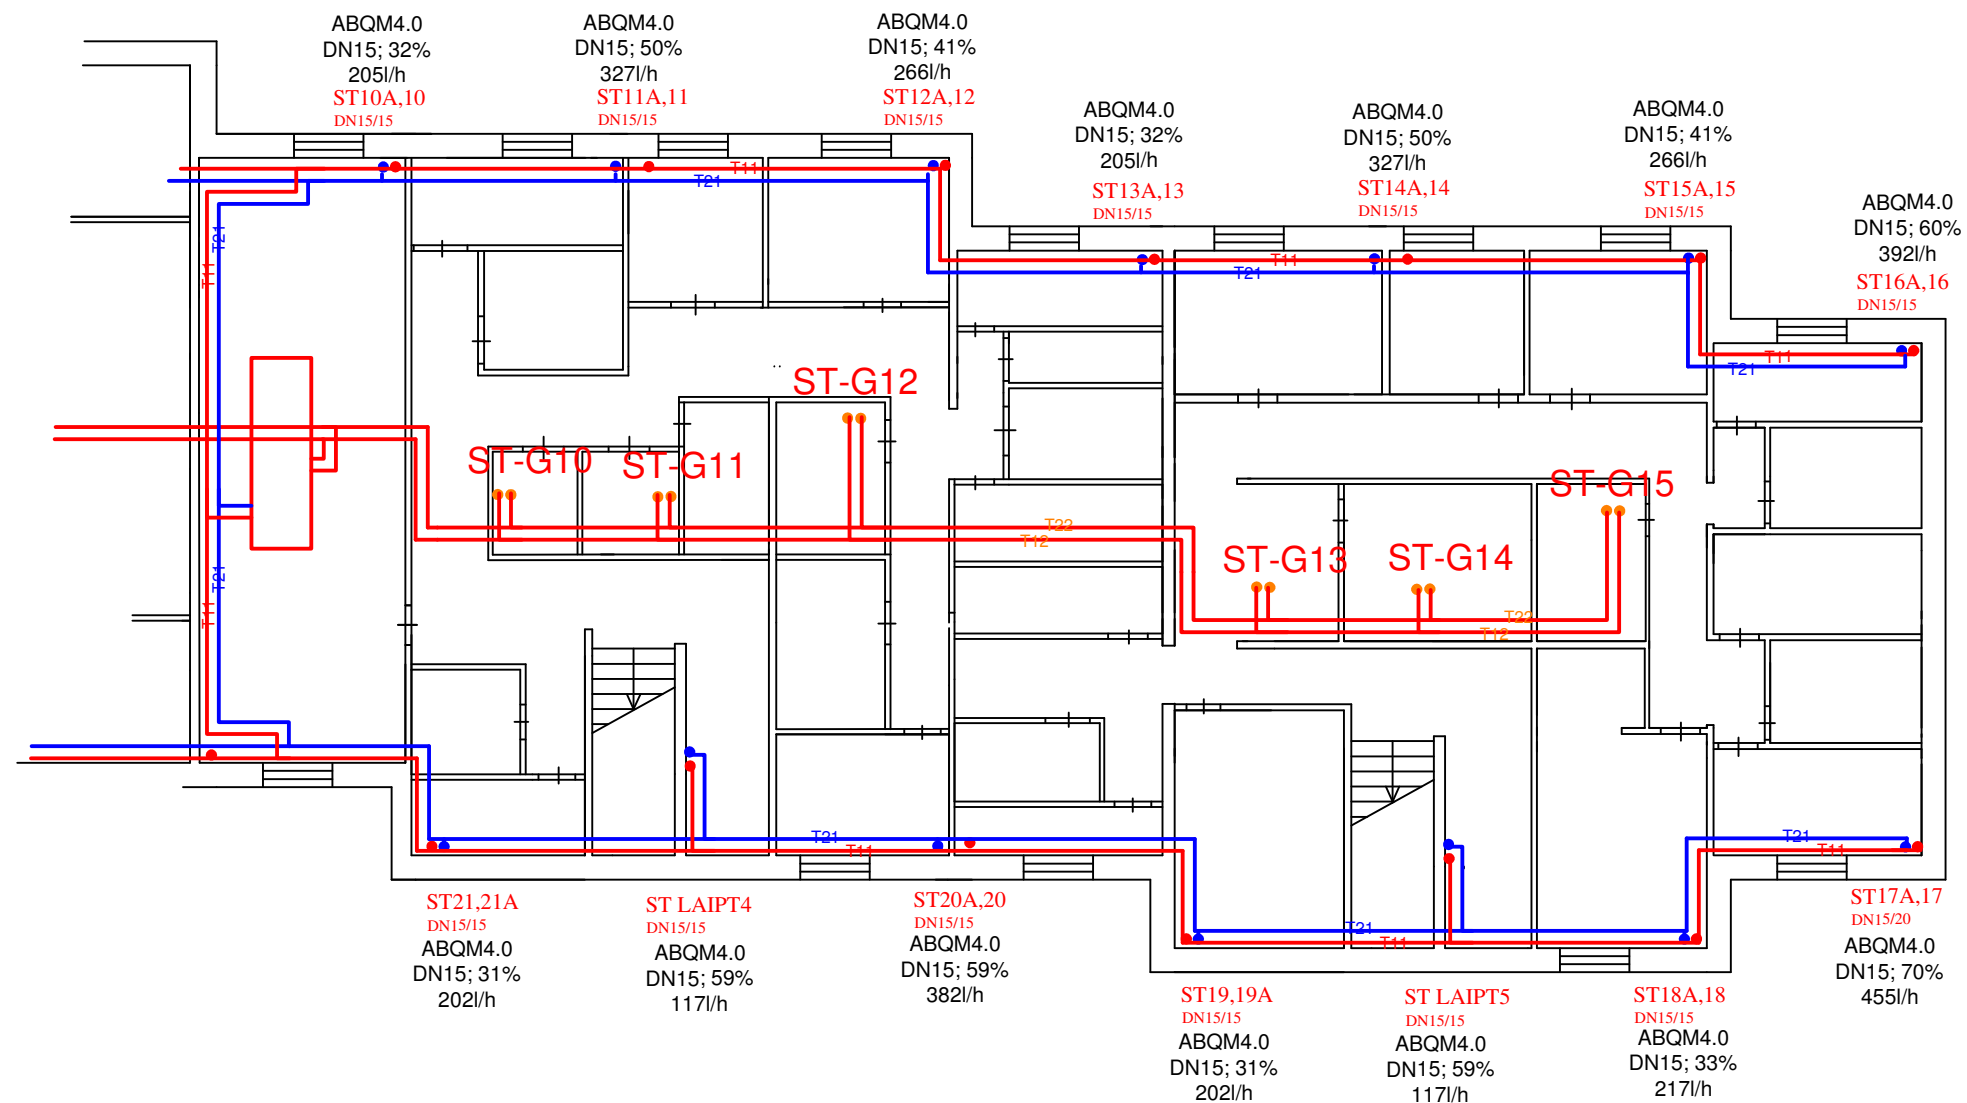 ABQM4.0
DN15; 32%
205l/h
ST10A,10
DN15/15
ABQM4.0
DN15; 50%
327l/h
ST11A,11
DN15/15
ABQM4.0
DN15; 41%
266l/h
ST12A,12
DN15/15
ABQM4.0
DN15; 32%
205l/h
ST13A,13
DN15/15
ABQM4.0
DN15; 50%
327l/h
ST14A,14
DN15/15
ABQM4.0
DN15; 41%
266l/h
ST15A,15
DN15/15
ABQM4.0
DN15; 60%
392l/h
ST16A,16
DN15/15
T11
T21
T21
T11
T11
T21
T11
T21
ST-G12
ST-G10
ST-G11
ST-G15
T22
T12
ST-G13
ST-G14
T22
T12
T21
T11
T21
T11
T21
T11
T21
T11
ST21,21A
DN15/15
ABQM4.0
DN15; 31%
202l/h
ST LAIPT4
DN15/15
ABQM4.0
DN15; 59%
117l/h
ST20A,20
DN15/15
ABQM4.0
DN15; 59%
382l/h
ST19,19A
DN15/15
ABQM4.0
DN15; 31%
202l/h
ST LAIPT5
DN15/15
ABQM4.0
DN15; 59%
117l/h
ST18A,18
DN15/15
ABQM4.0
DN15; 33%
217l/h
ST17A,17
DN15/20
ABQM4.0
DN15; 70%
455l/h